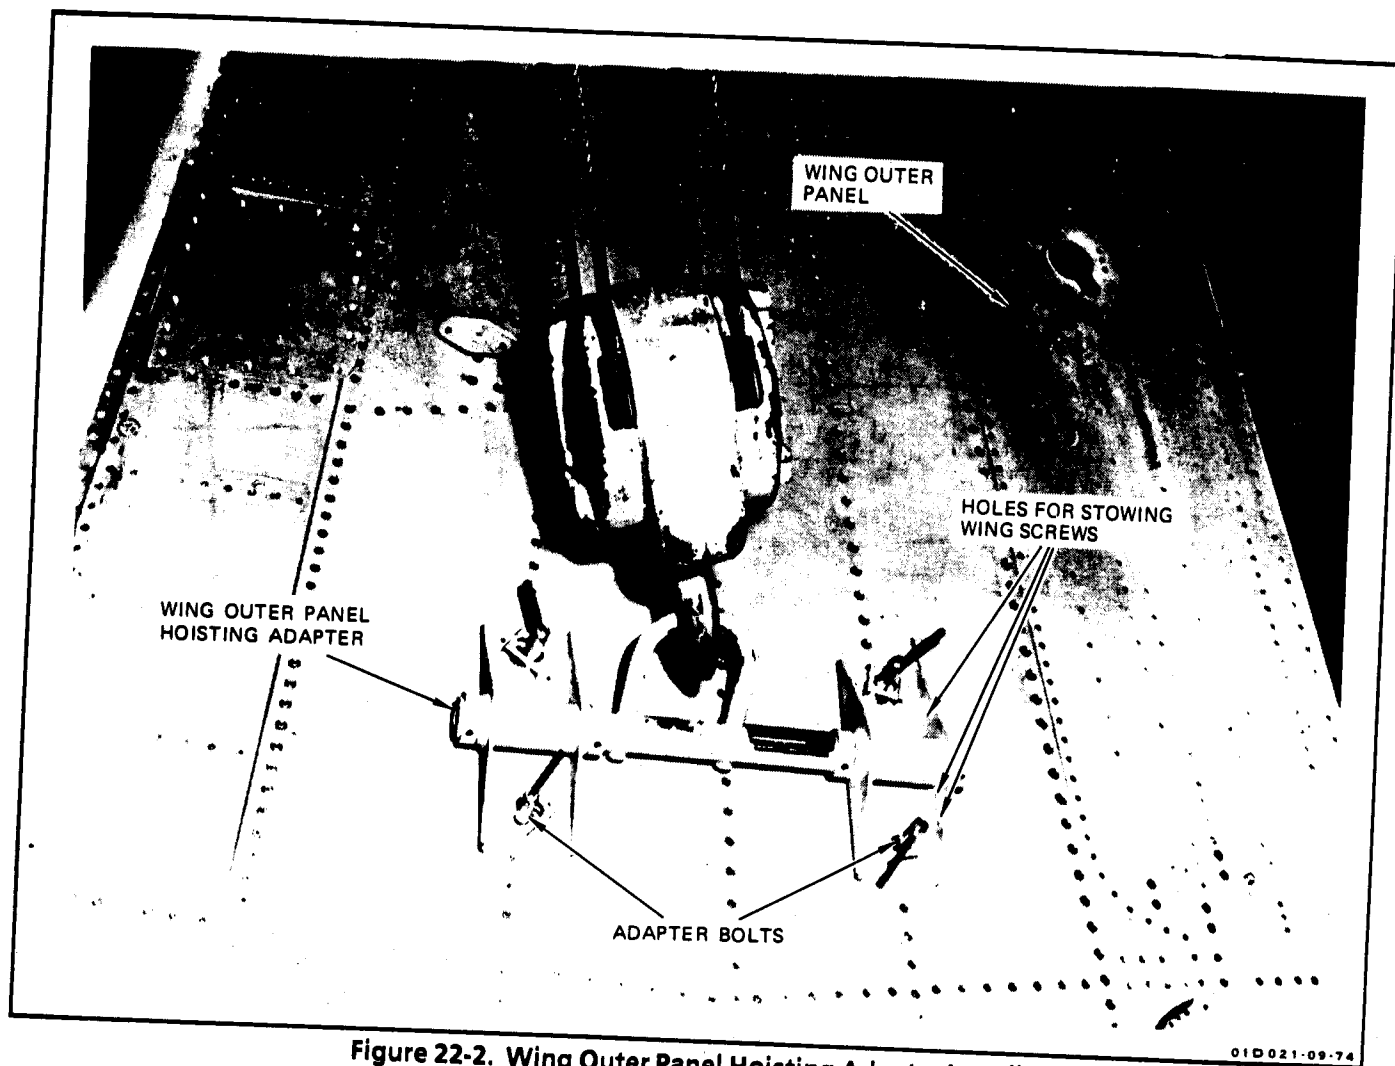 WING OUTER
PANEL
HOLES FOR STOWING
WING SCREWS
WING OUTER PANEL
HOISTING ADAPTER
ADAPTER BOLTS
01D021-09-74
Figure 22-2. Wing Outer Panel Hoisting